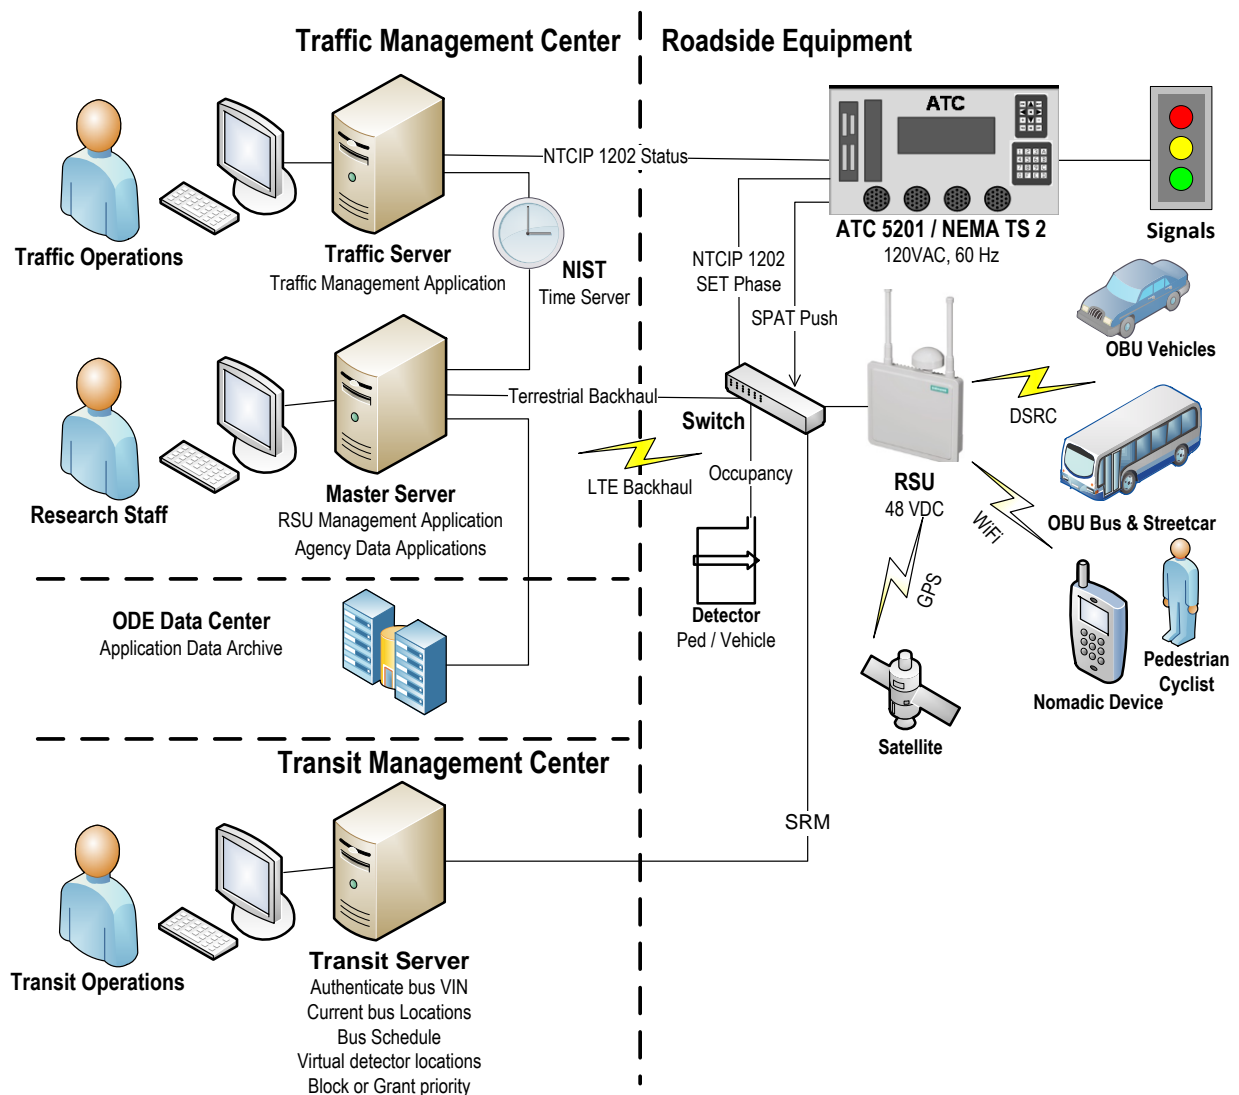 Traffic Management Center
Roadside Equipment
ATC
NTCIP 1202 Status
Traffic Operations
Traffic Server
Traffic Management Application
NIST
Time Server
ATC 5201 / NEMA TS 2
120VAC, 60 Hz
Signals
NTCIP 1202
SET Phase
SPAT Push
OBU Vehicles
Terrestrial Backhaul
Switch
DSRC
LTE Backhaul
Occupancy
RSU
48 VDC
WiFi
OBU Bus & Streetcar
Research Staff
Master Server
RSU Management Application
Agency Data Applications
GPS
Detector
Ped / Vehicle
ODE Data Center
Application Data Archive
Pedestrian
Cyclist
Nomadic Device
Satellite
Transit Management Center
SRM
Transit Operations
Transit Server
Authenticate bus VIN
Current bus Locations
Bus Schedule
Virtual detector locations
Block or Grant priority